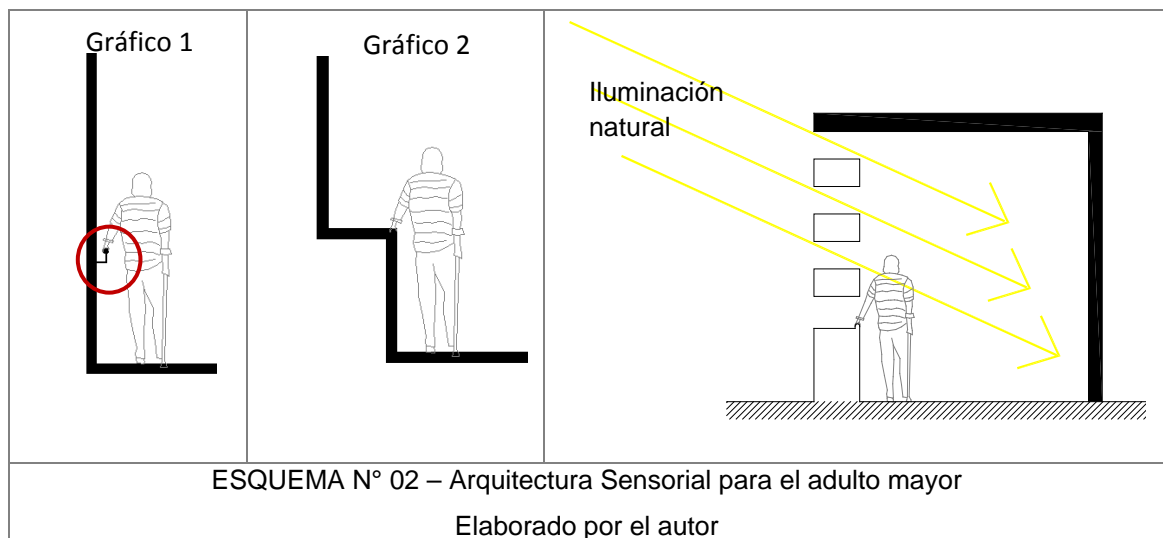 Gráfico 1
Gráfico 2
Iluminación
natural
ESQUEMA N° 02 – Arquitectura Sensorial para el adulto mayor
Elaborado por el autor